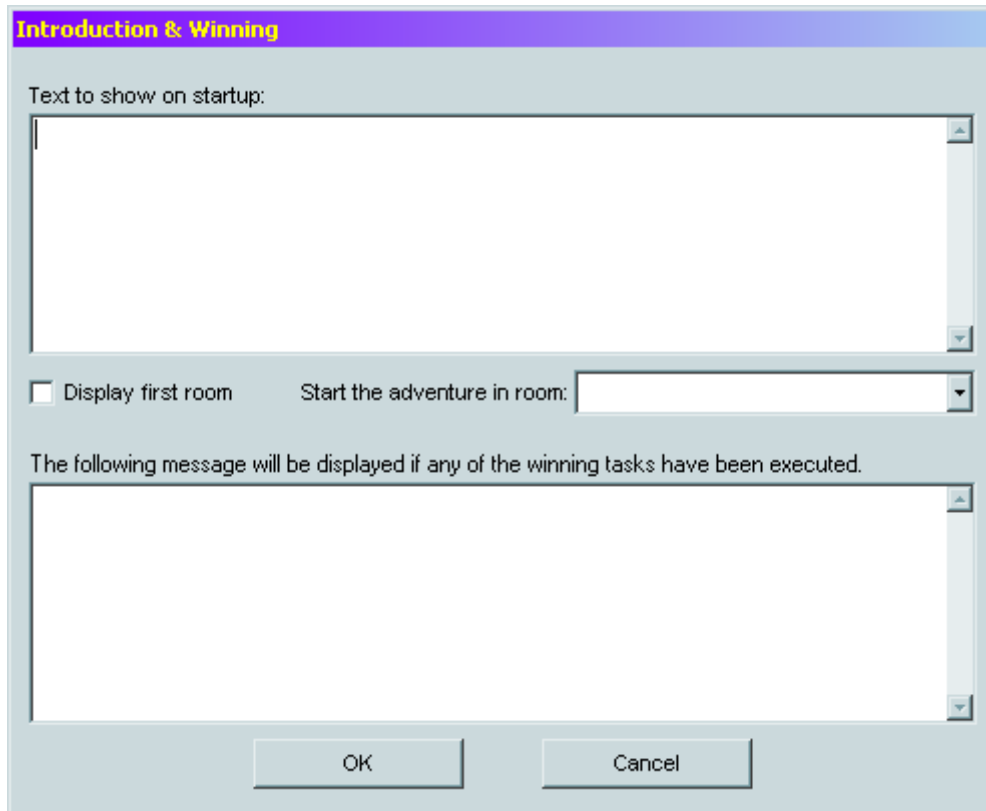 Introduction & Winning
Text to show on startup:
Display first room Start the adventure in room:
The following message will be displayed if any of the winning tasks have been executed.
OK Cancel